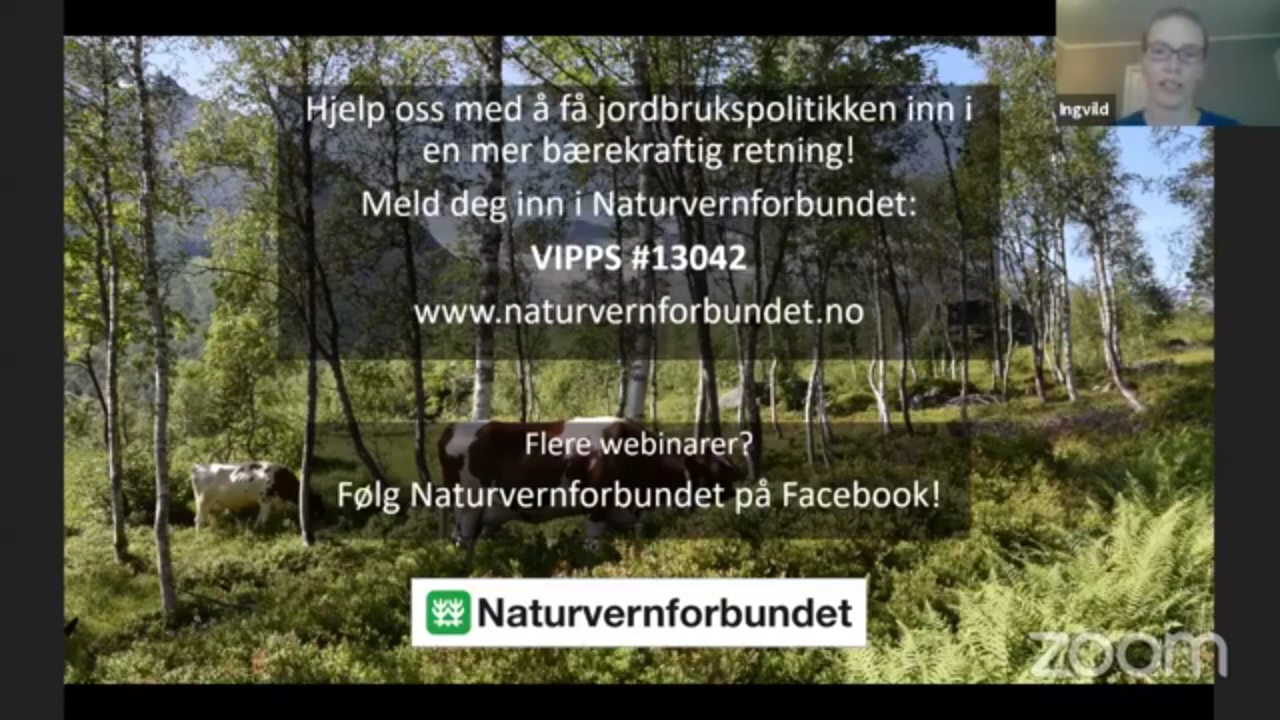 Hjelp oss med å få jordbrukspolitikken inn i
en mer bærekraftig retning!
Meld deg inn i Naturvernforbundet:
VIPPS #13042
www.naturvernforbundet.no
Flere webinarer?
Følg Naturvernforbundet på Facebook!
Naturvernforbundet
Ingvild
zoom